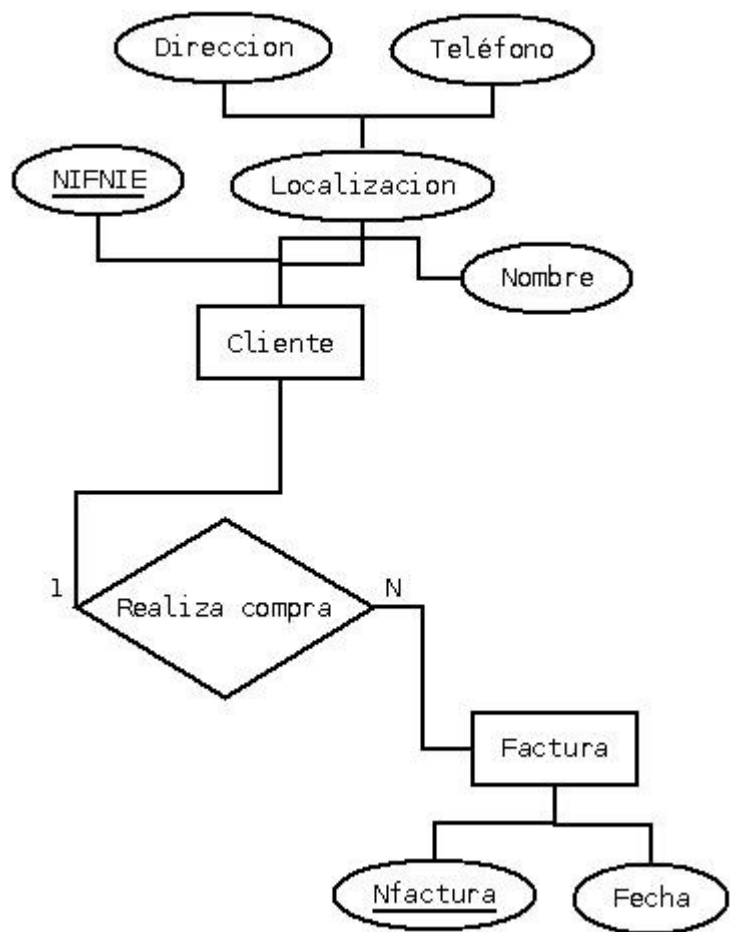 Direccion
Teléfono
NIFNIE
Localizacion
Nombre
Cliente
1
Realiza compra
N
Factura
Nfactura
Fecha